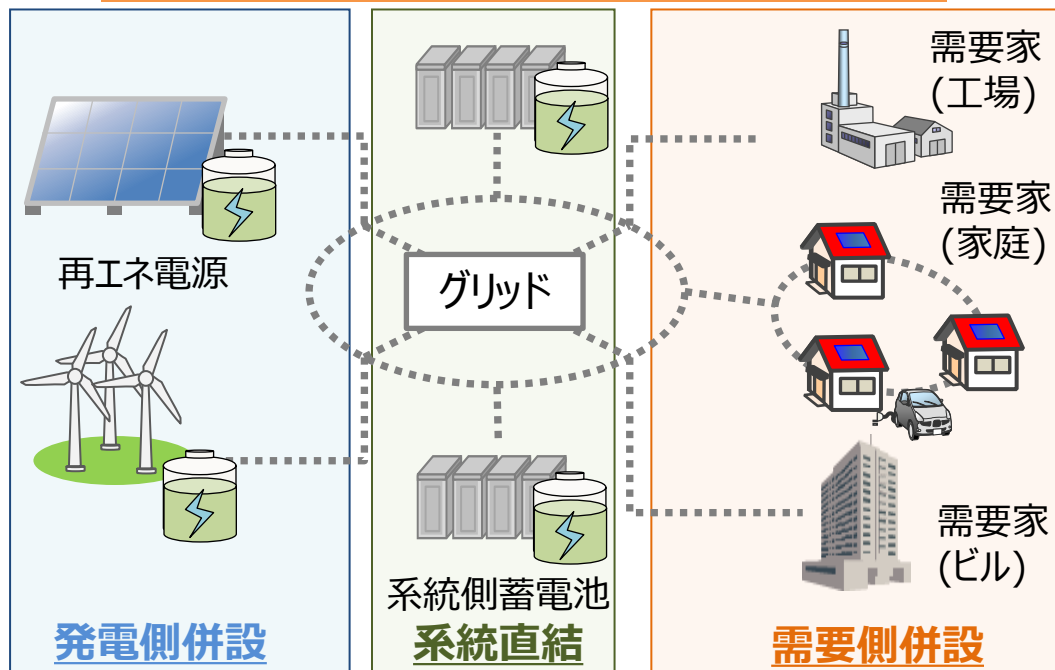 再エネ電源
発電側併設
グリッド
系統側蓄電池
系統直結
需要家
(工場)
需要家
(家庭)
需要家
(ビル)
需要側併設